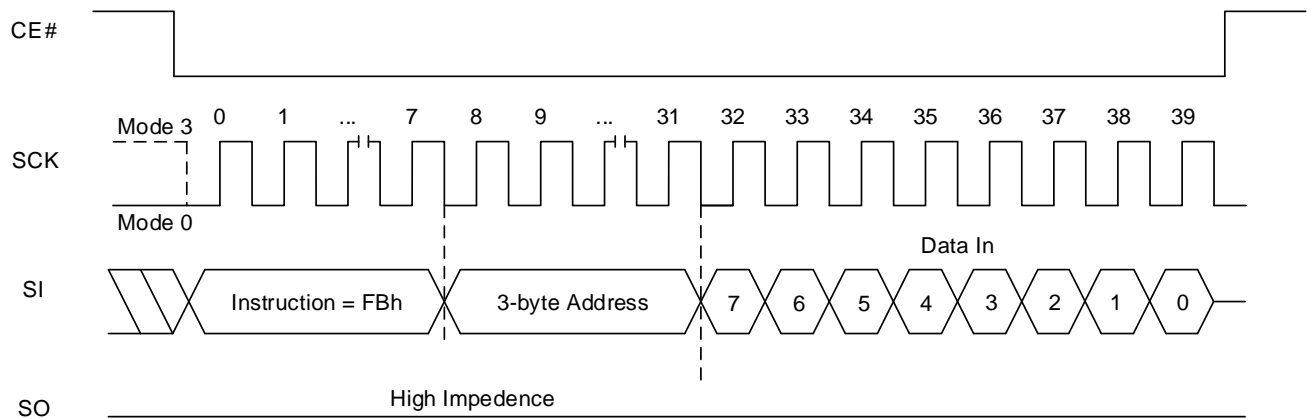 CE#
0 1 ... 7 8 9 ... 31 32 33 34 35 36 37 38 39
Mode 3
SCK
Mode 0
Data In
SI
Instruction = FBh
3-byte Address
7 6 5 4 3 2 1 0
High Impedence
SO